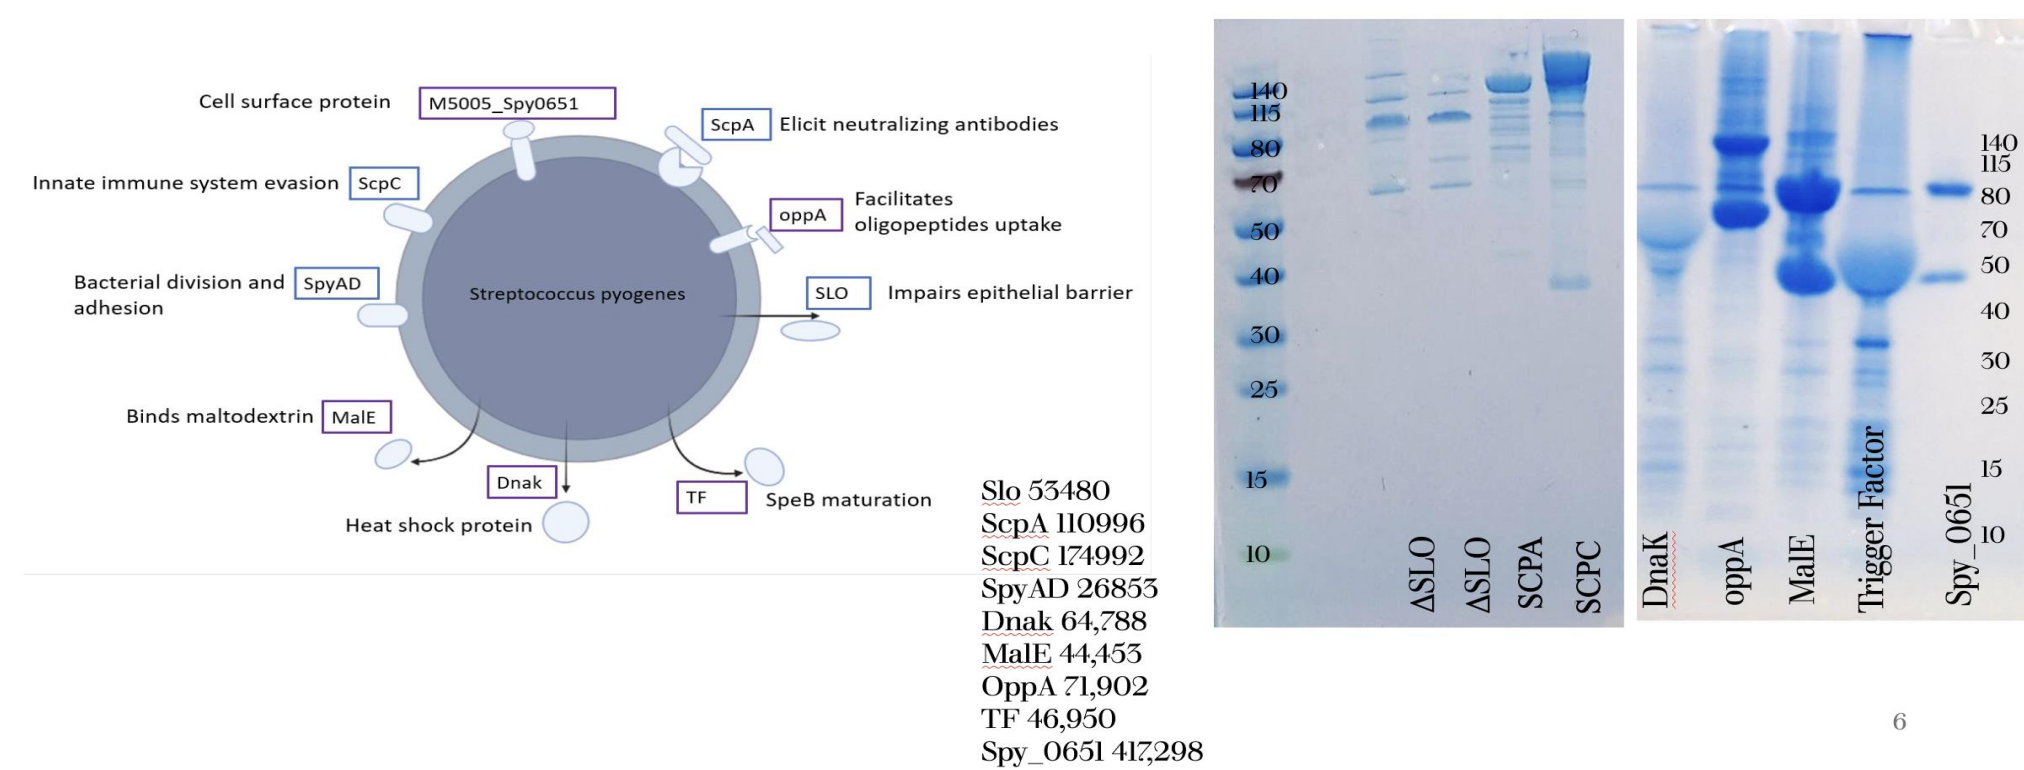 Cell surface protein
M5005_Spy0651
ScpA
Elicit neutralizing antibodies
Innate immune system evasion
ScpC
oppA
Facilitates
oligopeptides uptake
Bacterial division and
adhesion
SpyAD
Streptococcus pyogenes
SLO
Impairs epithelial barrier
Binds maltodextrin
MalE
Dnak
Heat shock protein
TF
SpeB maturation
Slo 53480
ScpA 110996
ScpC 174992
SpyAD 26853
Dnak 64,788
MalE 44,453
OppA 71,902
TF 46,950
Spy_0651 417,298
140
115
80
70
50
40
30
25
15
10
ΔSLO
ΔSLO
SCPA
SCPC
DnaK
oppA
MalE
Trigger Factor
Spy_0651
140
115
80
70
50
40
30
25
15
10
6